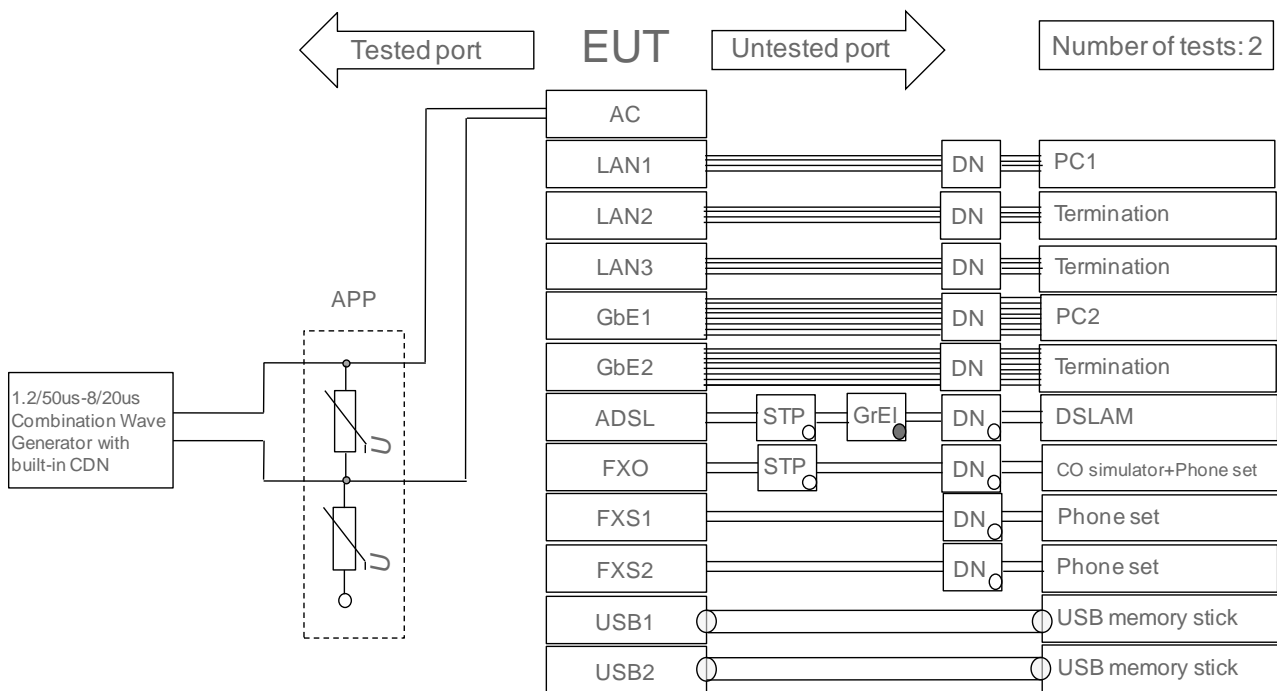 Tested port
EUT
Untested port
Number of tests: 2
AC
LAN1
DN
PC1
LAN2
DN
Termination
LAN3
DN
Termination
APP
GbE1
DN
PC2
GbE2
DN
Termination
1.2/50us-8/20us
Combination Wave
Generator with
built-in CDN
U
ADSL
STP
GrEI
DN
DSLAM
FXO
STP
DN
CO simulator+Phone set
FXS1
DN
Phone set
U
FXS2
DN
Phone set
USB1
USB memory stick
USB2
USB memory stick